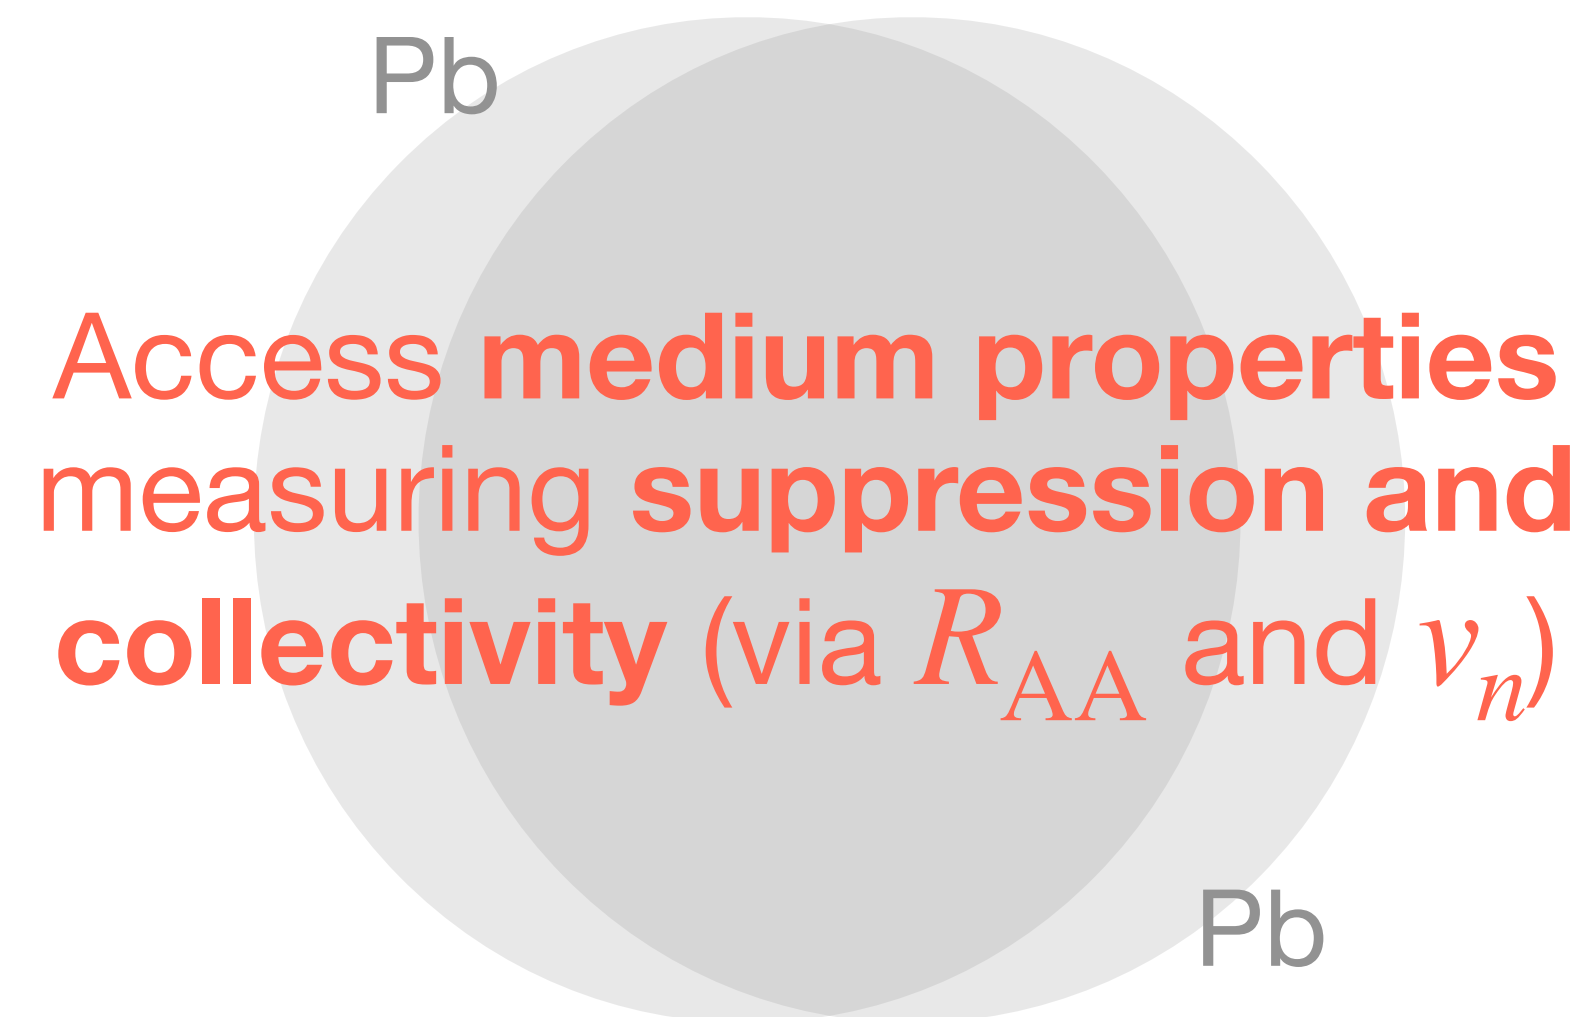 Pb
Access medium properties
measuring suppression and
collectivity (via R_AA and v_n)
Pb